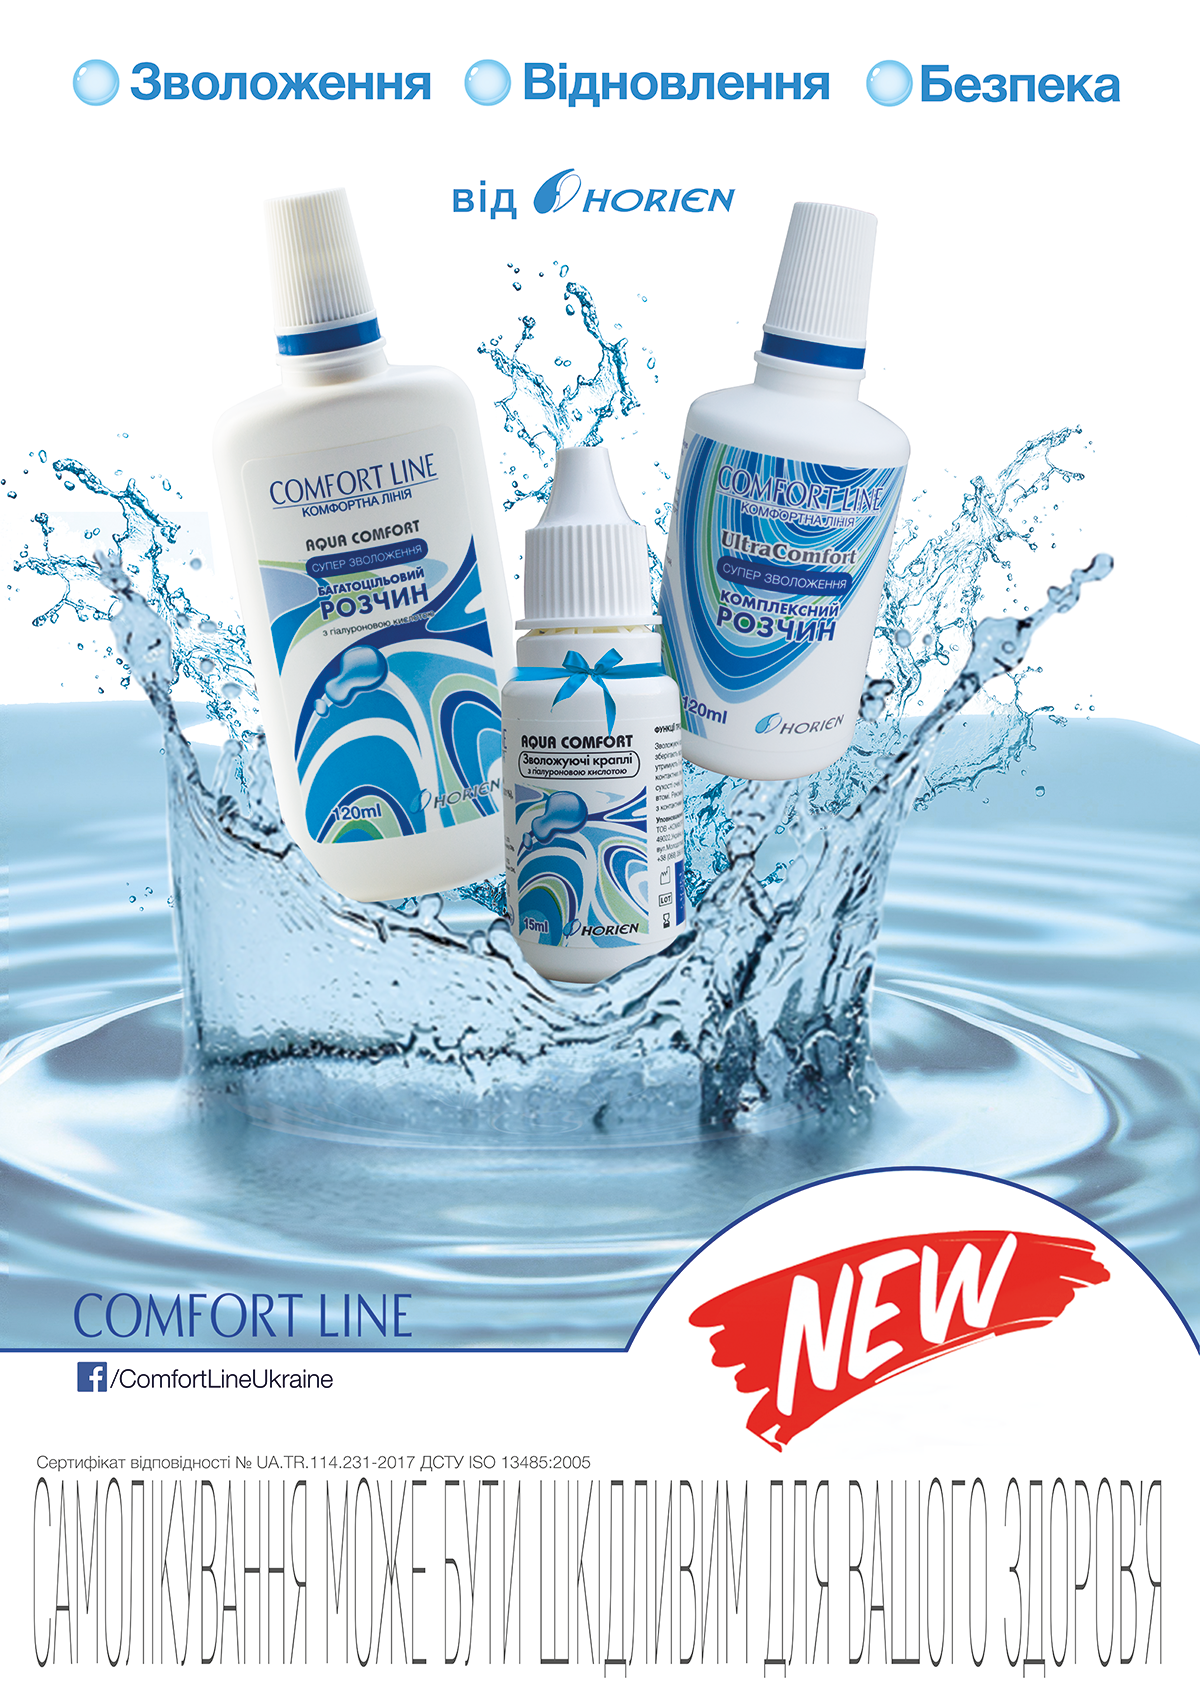 Зволоження Відновлення Безпека
від HORIEN
COMFORT LINE
КОМФОРТНА ЛІНІЯ
AQUA COMFORT
СУПЕР ЗВОЛОЖЕННЯ
БАГАТОЦІЛЬОВИЙ
РОЗЧИН
з гіалуроновою кислотою
120ml HORIEN
AQUA COMFORT
Зволожуючі краплі
з гіалуроновою кислотою
15ml HORIEN
LOT
COMFORT LINE
КОМФОРТНА ЛІНІЯ
UltraComfort
СУПЕР ЗВОЛОЖЕННЯ
КОМПЛЕКСНИЙ
РОЗЧИН
120ml HORIEN
NEW
COMFORT LINE
/ComfortLineUkraine
Сертифікат відповідності № UA.TR.114.231-2017 ДСТУ ISO 13485:2005
САМОЛІКУВАННЯ МОЖЕ БУТИ ШКІДЛИВИМ ДЛЯ ВАШОГО ЗДОРОВ'Я